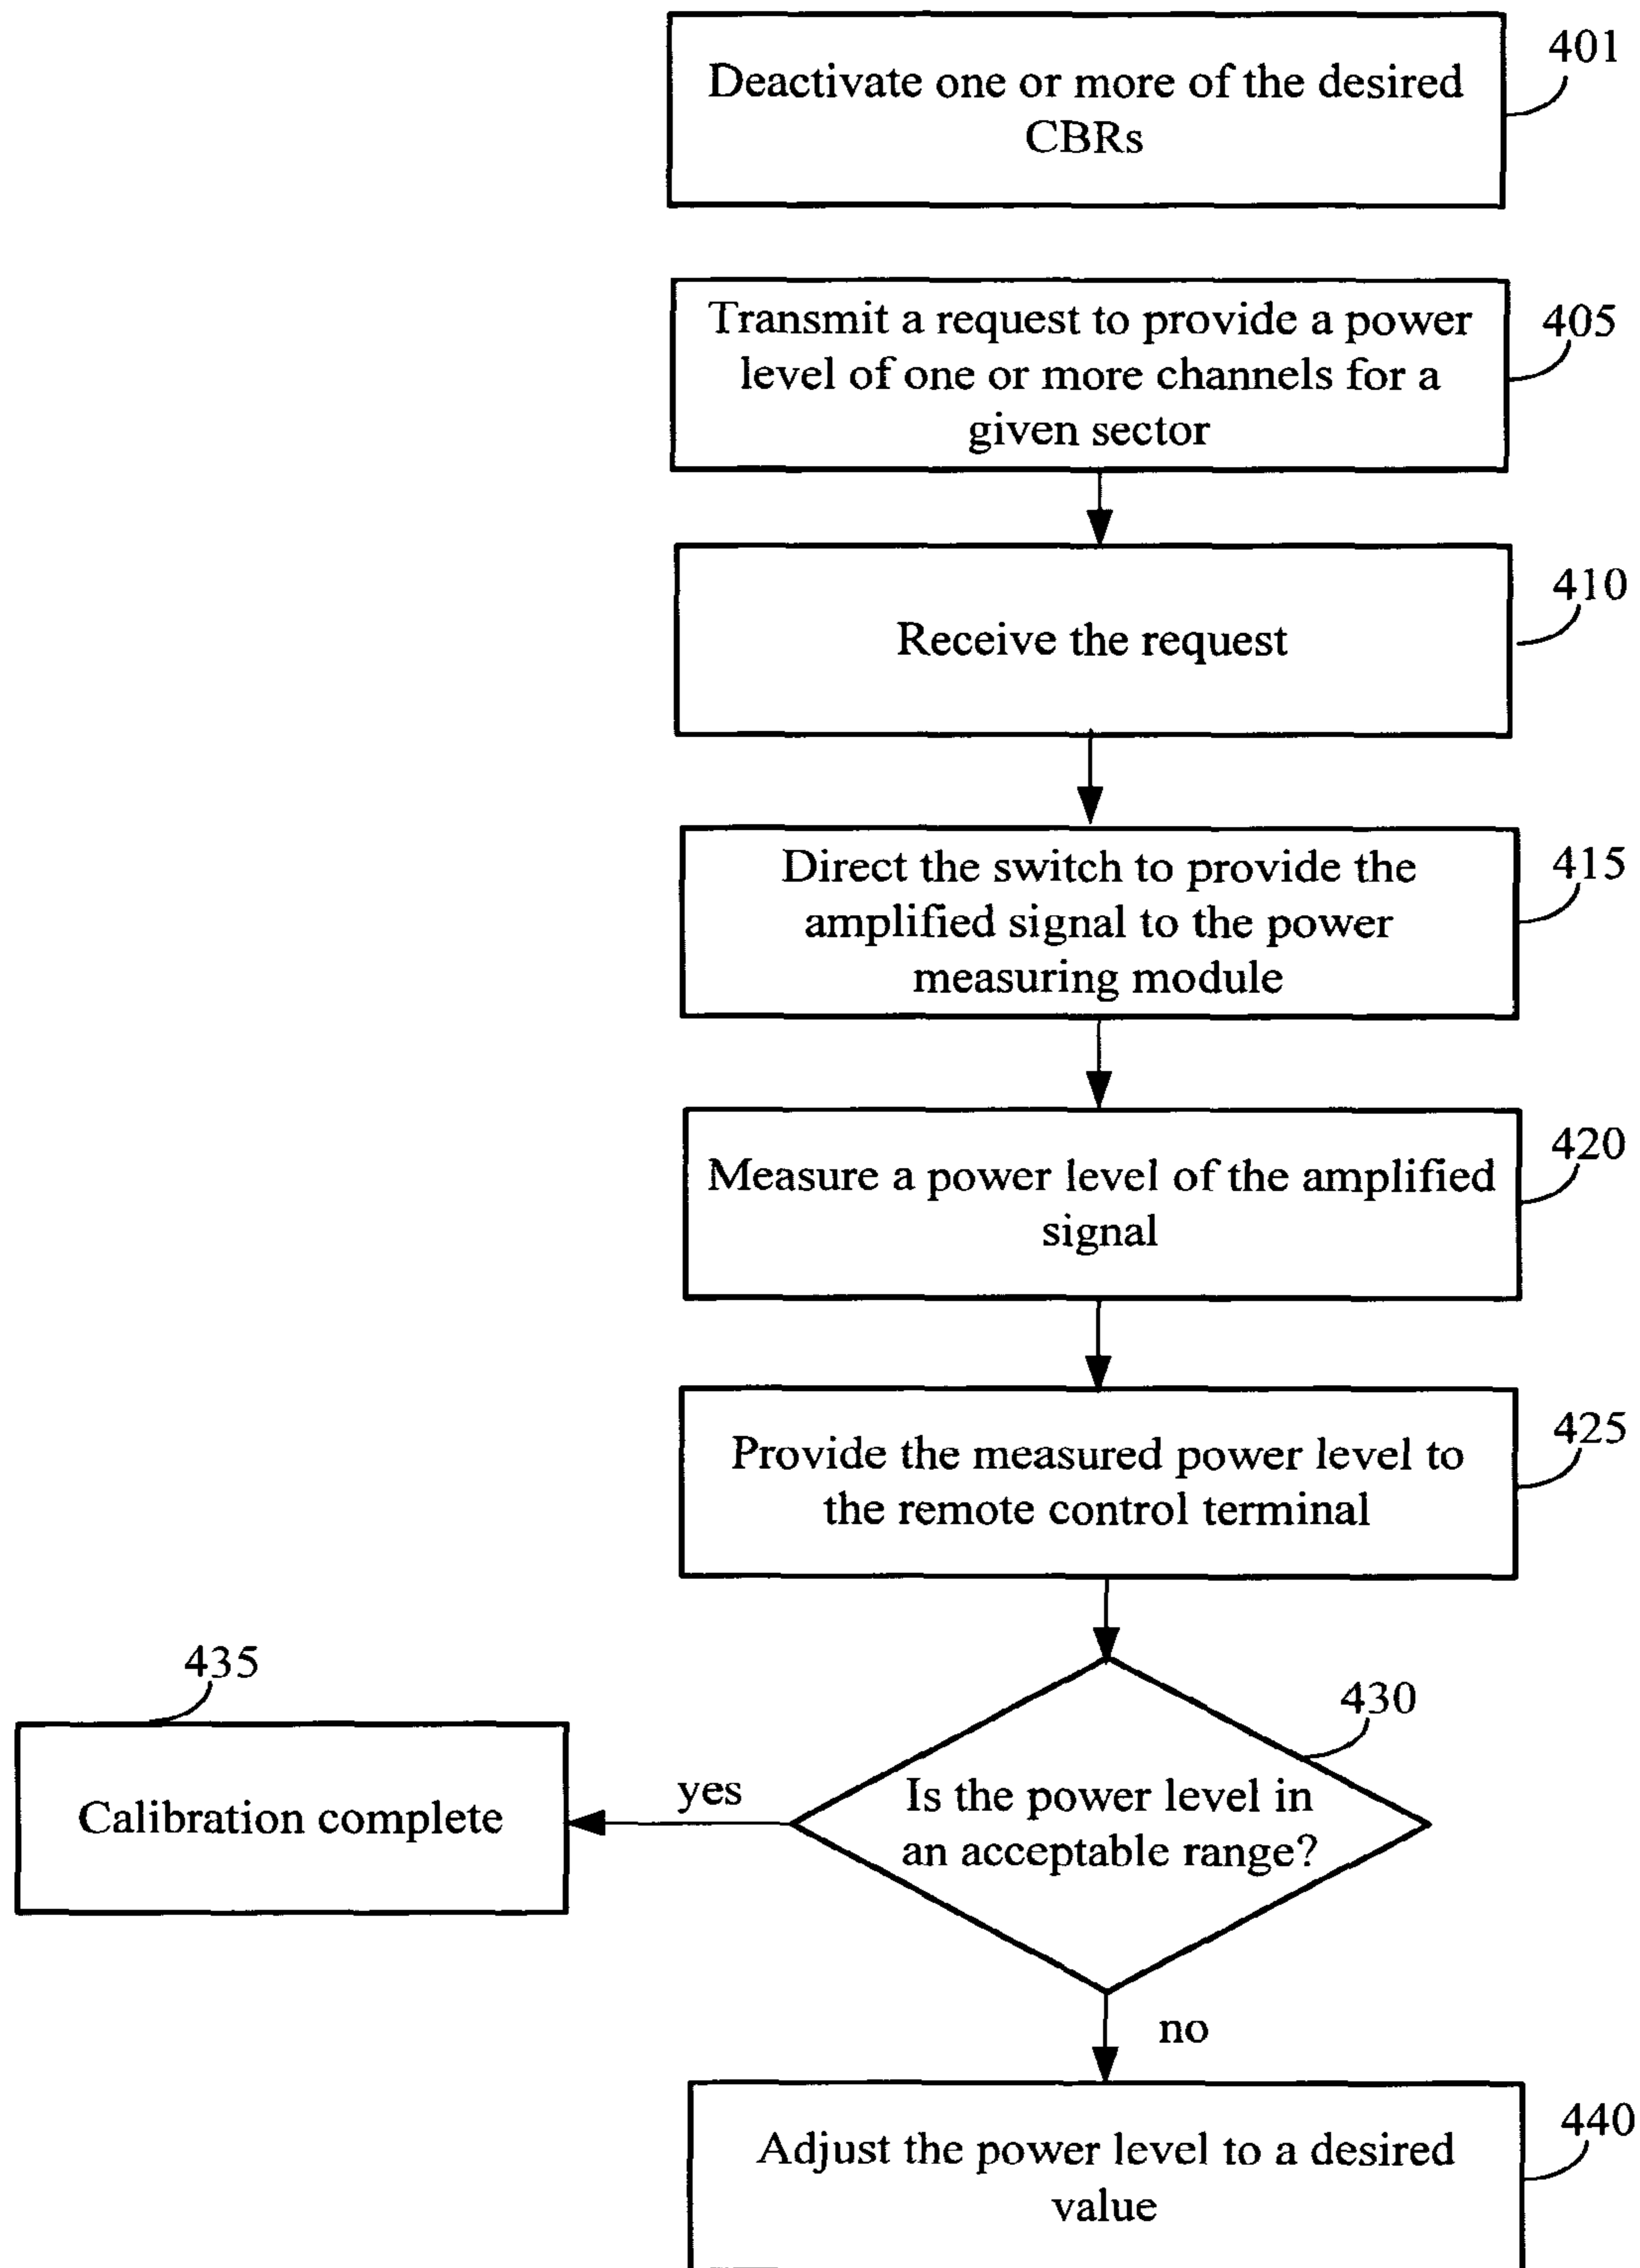 401
Deactivate one or more of the desired
CBRs
405
Transmit a request to provide a power
level of one or more channels for a
given sector
410
Receive the request
415
Direct the switch to provide the
amplified signal to the power
measuring module
420
Measure a power level of the amplified
signal
425
Provide the measured power level to
the remote control terminal
435
430
Calibration complete
yes
Is the power level in
an acceptable range?
no
440
Adjust the power level to a desired
value